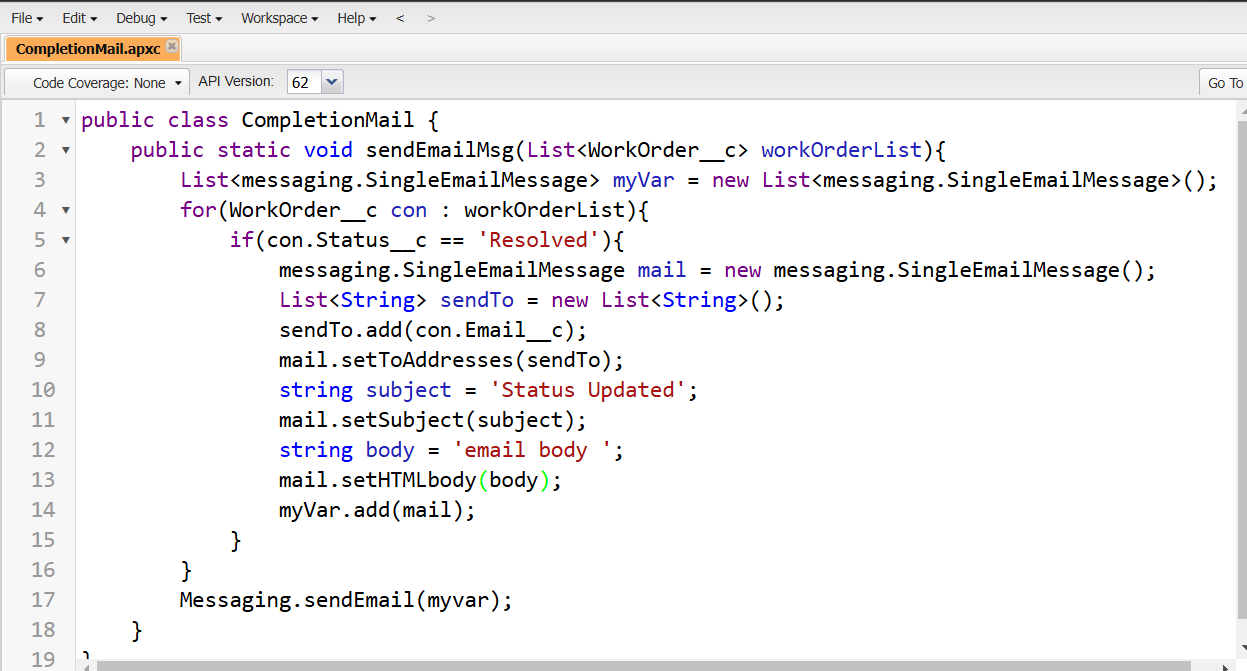 File Edit Debug Test Workspace Help < >
CompletionMail.apxc
Code Coverage: None API Version: 62 Go To
1 public class CompletionMail {
2 public static void sendEmailMsg(List<WorkOrder__c> workOrderList){
3 List<messaging.SingleEmailMessage> myVar = new List<messaging.SingleEmailMessage>();
4 for(WorkOrder__c con : workOrderList){
5 if(con.Status__c == 'Resolved'){
6 messaging.SingleEmailMessage mail = new messaging.SingleEmailMessage();
7 List<String> sendTo = new List<String>();
8 sendTo.add(con.Email__c);
9 mail.setToAddresses(sendTo);
10 string subject = 'Status Updated';
11 mail.setSubject(subject);
12 string body = 'email body ';
13 mail.setHTMLbody(body);
14 myVar.add(mail);
15 }
16 }
17 Messaging.sendEmail(myvar);
18 }
19 }